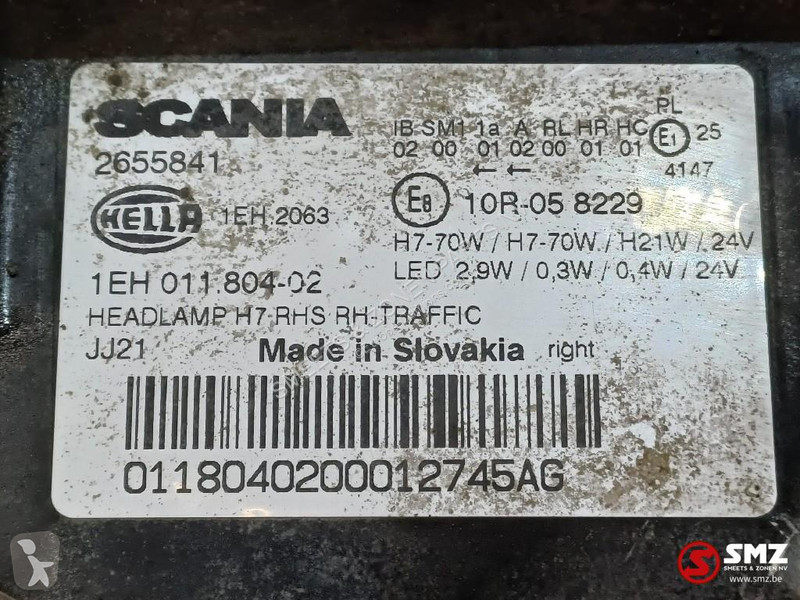 SCANIA
2655841
HELLA 1EH.2063
1EH 011.804-02
HEADLAMP H7 RHS RH-TRAFFIC
JJ21 Made in Slovakia right
IB SM1 1a A RL HR HC PL
02 00 01 02 00 01 01 E1 25
← ← 4147
E8 10R-05 8229
H7-70W / H7-70W / H21W / 24V
LED 2,9W / 0,3W / 0,4W / 24V
0118040200012745AG
SMZ
SHEETS & ZONEN NV
www.smz.be